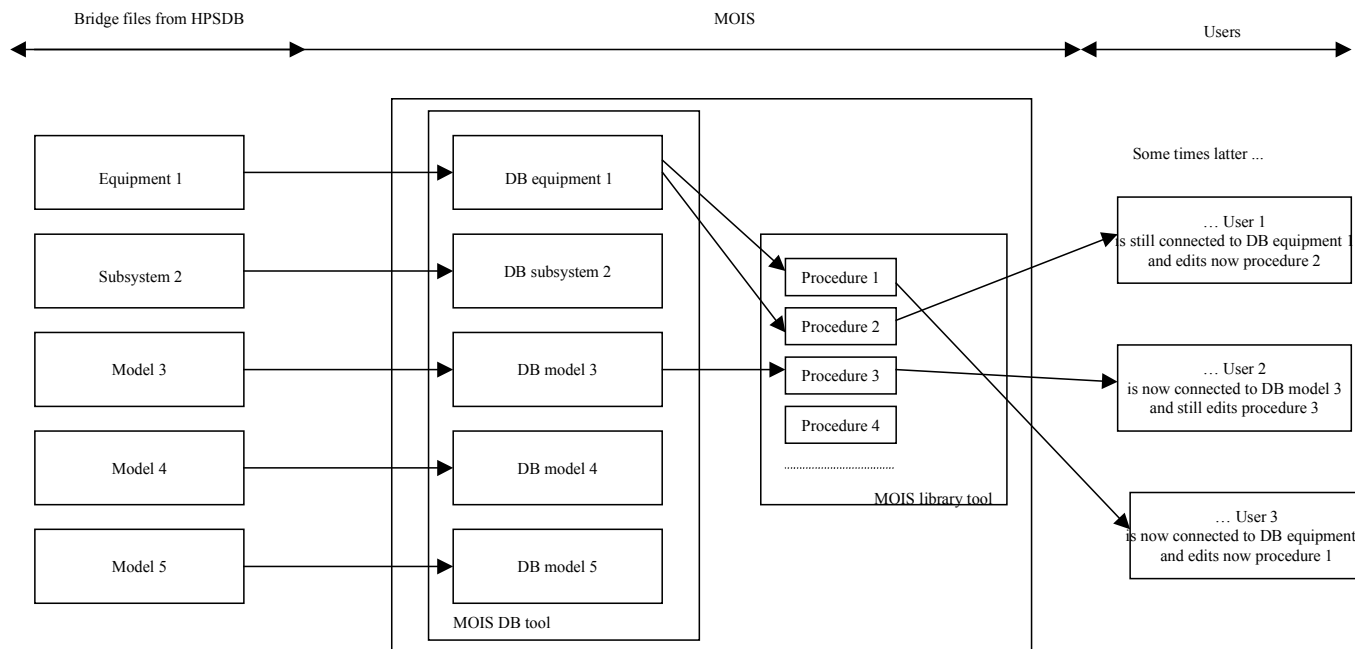 Bridge files from HPSDB
MOIS
Users
Equipment 1
DB equipment 1
Some times latter ...
Subsystem 2
DB subsystem 2
Procedure 1
… User 1
is still connected to DB equipment 1
and edits now procedure 2
Procedure 2
Model 3
DB model 3
Procedure 3
… User 2
is now connected to DB model 3
and still edits procedure 3
Procedure 4
Model 4
DB model 4
MOIS library tool
… User 3
is now connected to DB equipment
and edits now procedure 1
Model 5
DB model 5
MOIS DB tool